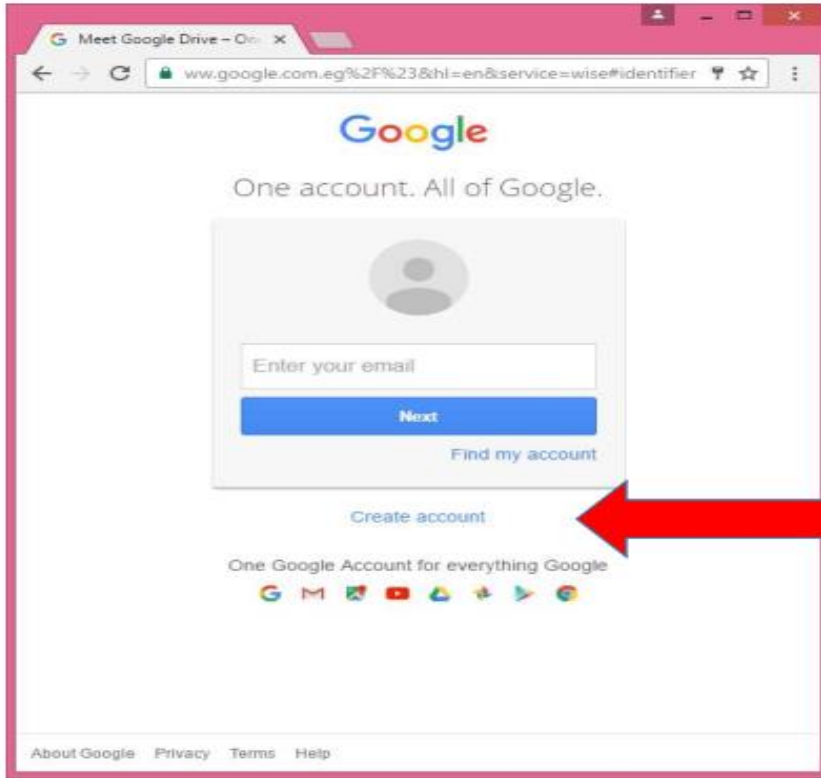 Meet Google Drive – On
ww.google.com.eg%2F%23&hl=en&service=wise#identifier
Google
One account. All of Google.
Enter your email
Next
Find my account
Create account
One Google Account for everything Google
About Google Privacy Terms Help